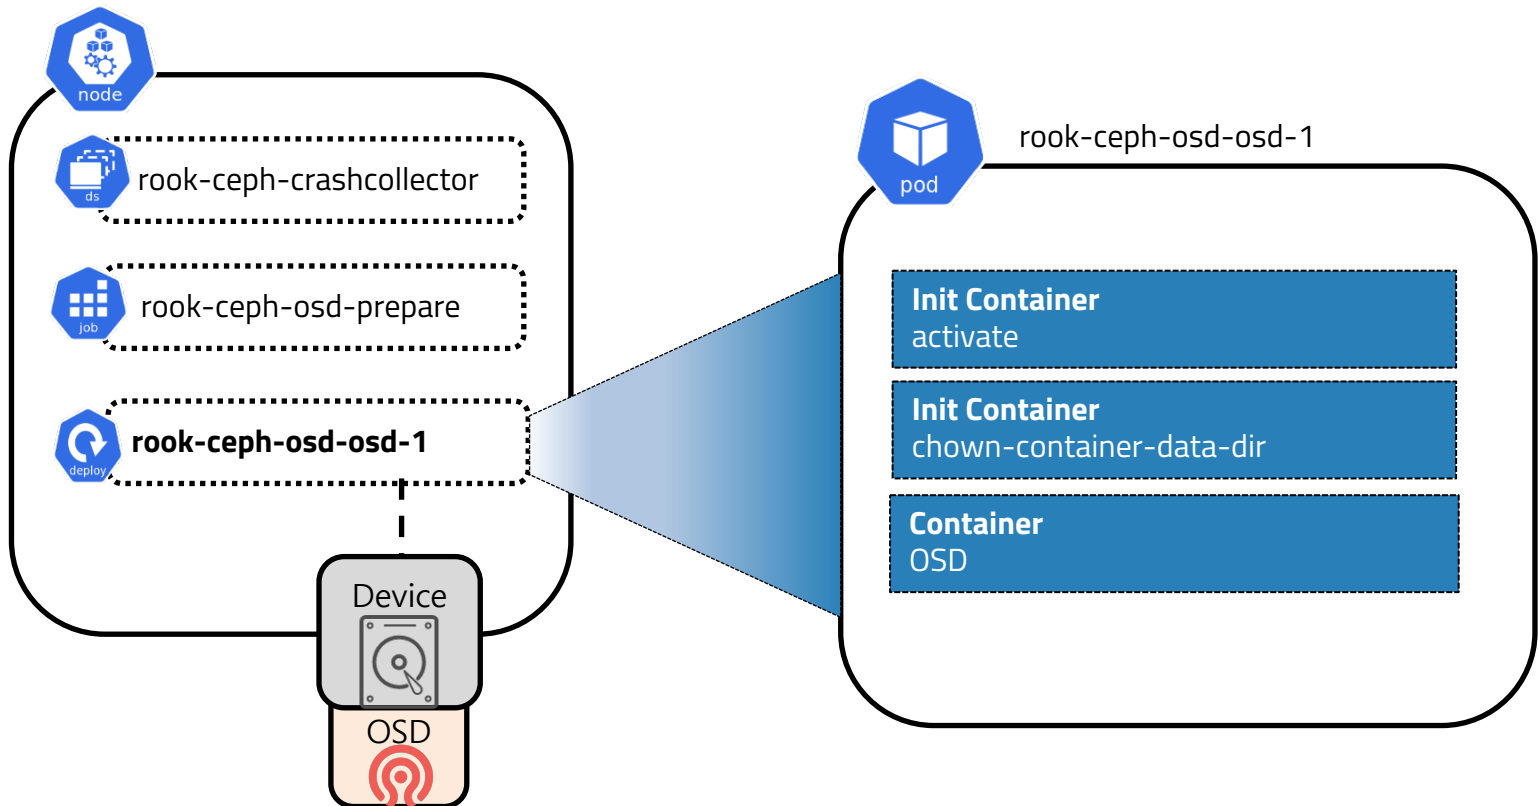 node
ds
rook-ceph-crashcollector
job
rook-ceph-osd-prepare
deploy
rook-ceph-osd-osd-1
Device
OSD
pod
rook-ceph-osd-osd-1
Init Container
activate
Init Container
chown-container-data-dir
Container
OSD